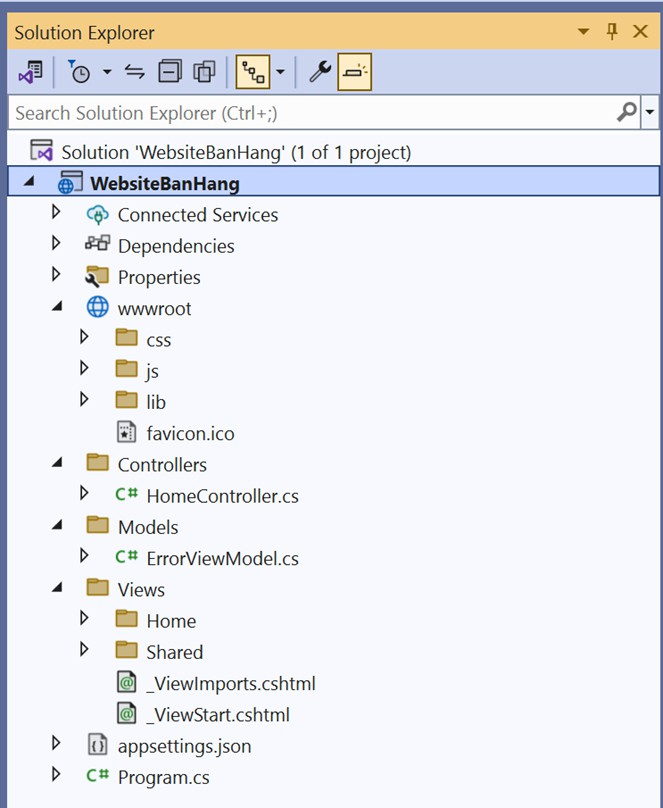 Solution Explorer
Search Solution Explorer (Ctrl+;)
Solution 'WebsiteBanHang' (1 of 1 project)
WebsiteBanHang
Connected Services
Dependencies
Properties
wwwroot
css
js
lib
favicon.ico
Controllers
C# HomeController.cs
Models
C# ErrorViewModel.cs
Views
Home
Shared
_ViewImports.cshtml
_ViewStart.cshtml
appsettings.json
C# Program.cs